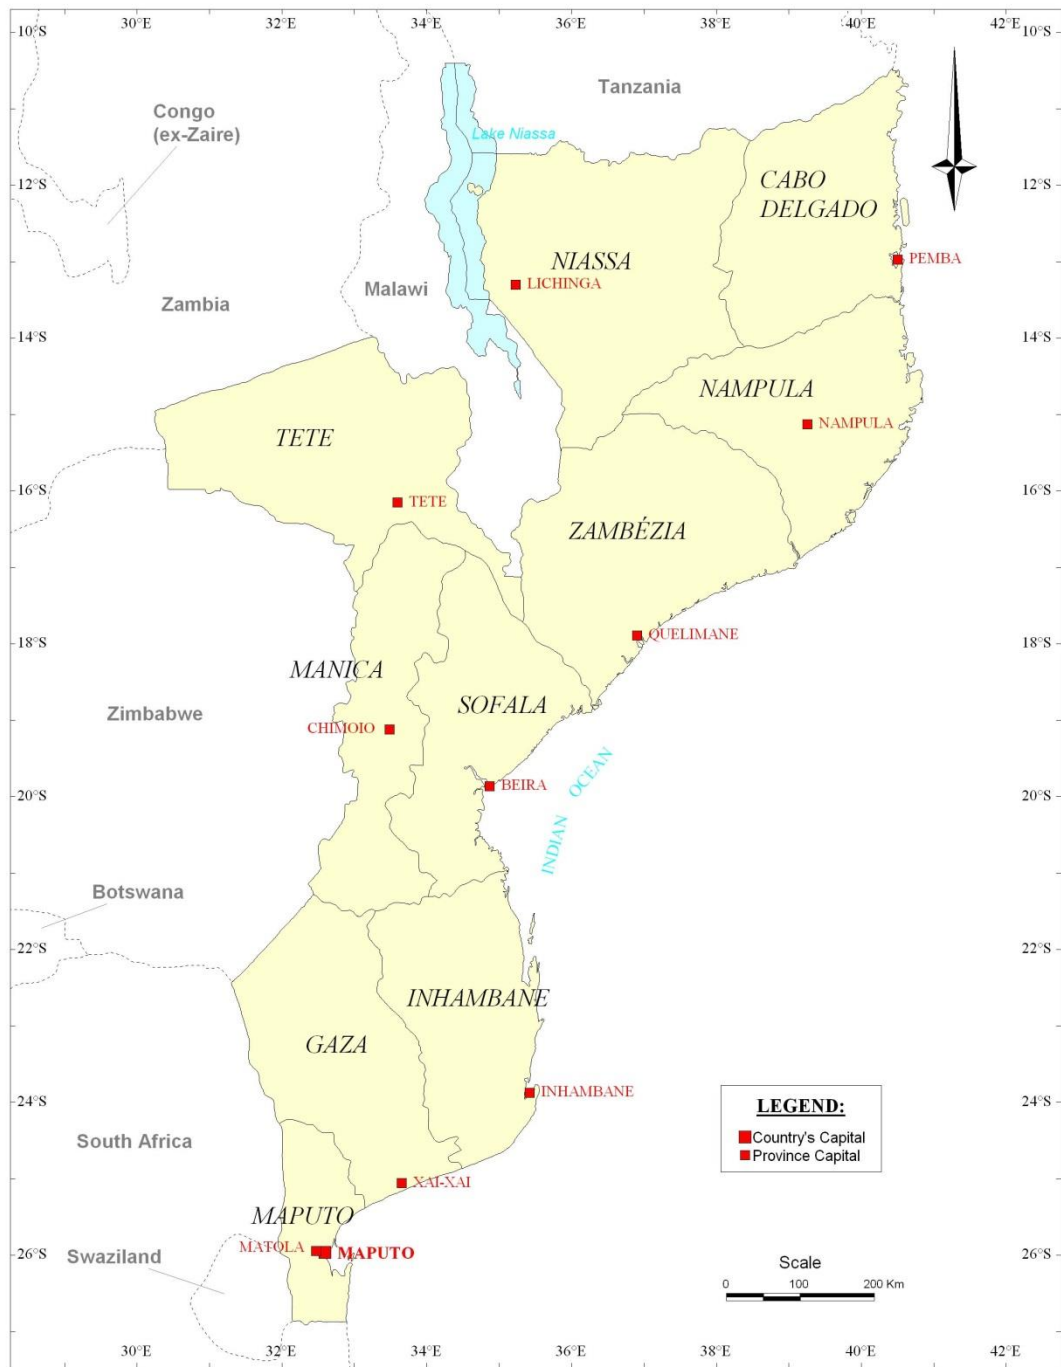 30°E
32°E
34°E
36°E
38°E
40°E
42°E
10°S
10°S
Tanzania
Congo
(ex-Zaire)
Lake Niassa
12°S
12°S
CABO
DELGADO
NIASSA
PEMBA
LICHINGA
Malawi
Zambia
14°S
14°S
NAMPULA
NAMPULA
TETE
16°S
16°S
TETE
ZAMBÉZIA
QUELIMANE
18°S
18°S
MANICA
SOFALA
Zimbabwe
CHIMOIO
INDIAN OCEAN
BEIRA
20°S
20°S
Botswana
22°S
22°S
INHAMBANE
GAZA
INHAMBANE
24°S
24°S
LEGEND:
Country's Capital
Province Capital
South Africa
XAI-XAI
MAPUTO
MATOLA
MAPUTO
Swaziland
26°S
26°S
Scale
0 100 200 Km
30°E
32°E
34°E
36°E
38°E
40°E
42°E